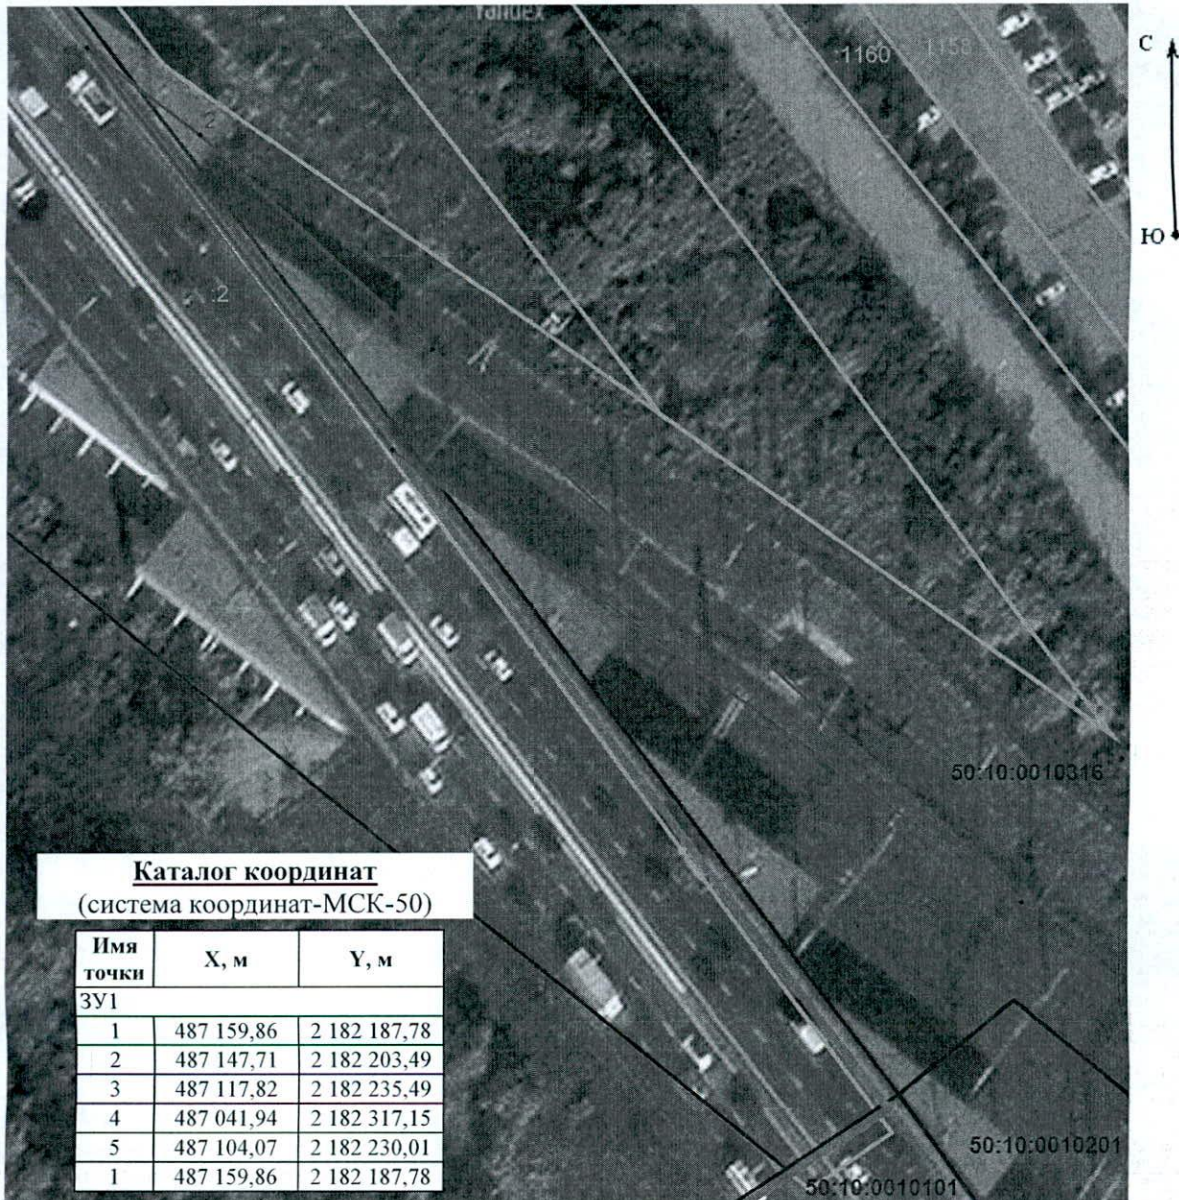 Yandex
С
:1160
1158
Ю
2
:2
50:10:0010316
Каталог координат
(система координат-МСК-50)
Имя точки X, м Y, м
ЗУ1
1 487 159,86 2 182 187,78
2 487 147,71 2 182 203,49
3 487 117,82 2 182 235,49
4 487 041,94 2 182 317,15
5 487 104,07 2 182 230,01
1 487 159,86 2 182 187,78
50:10:0010201
50:10:0010101